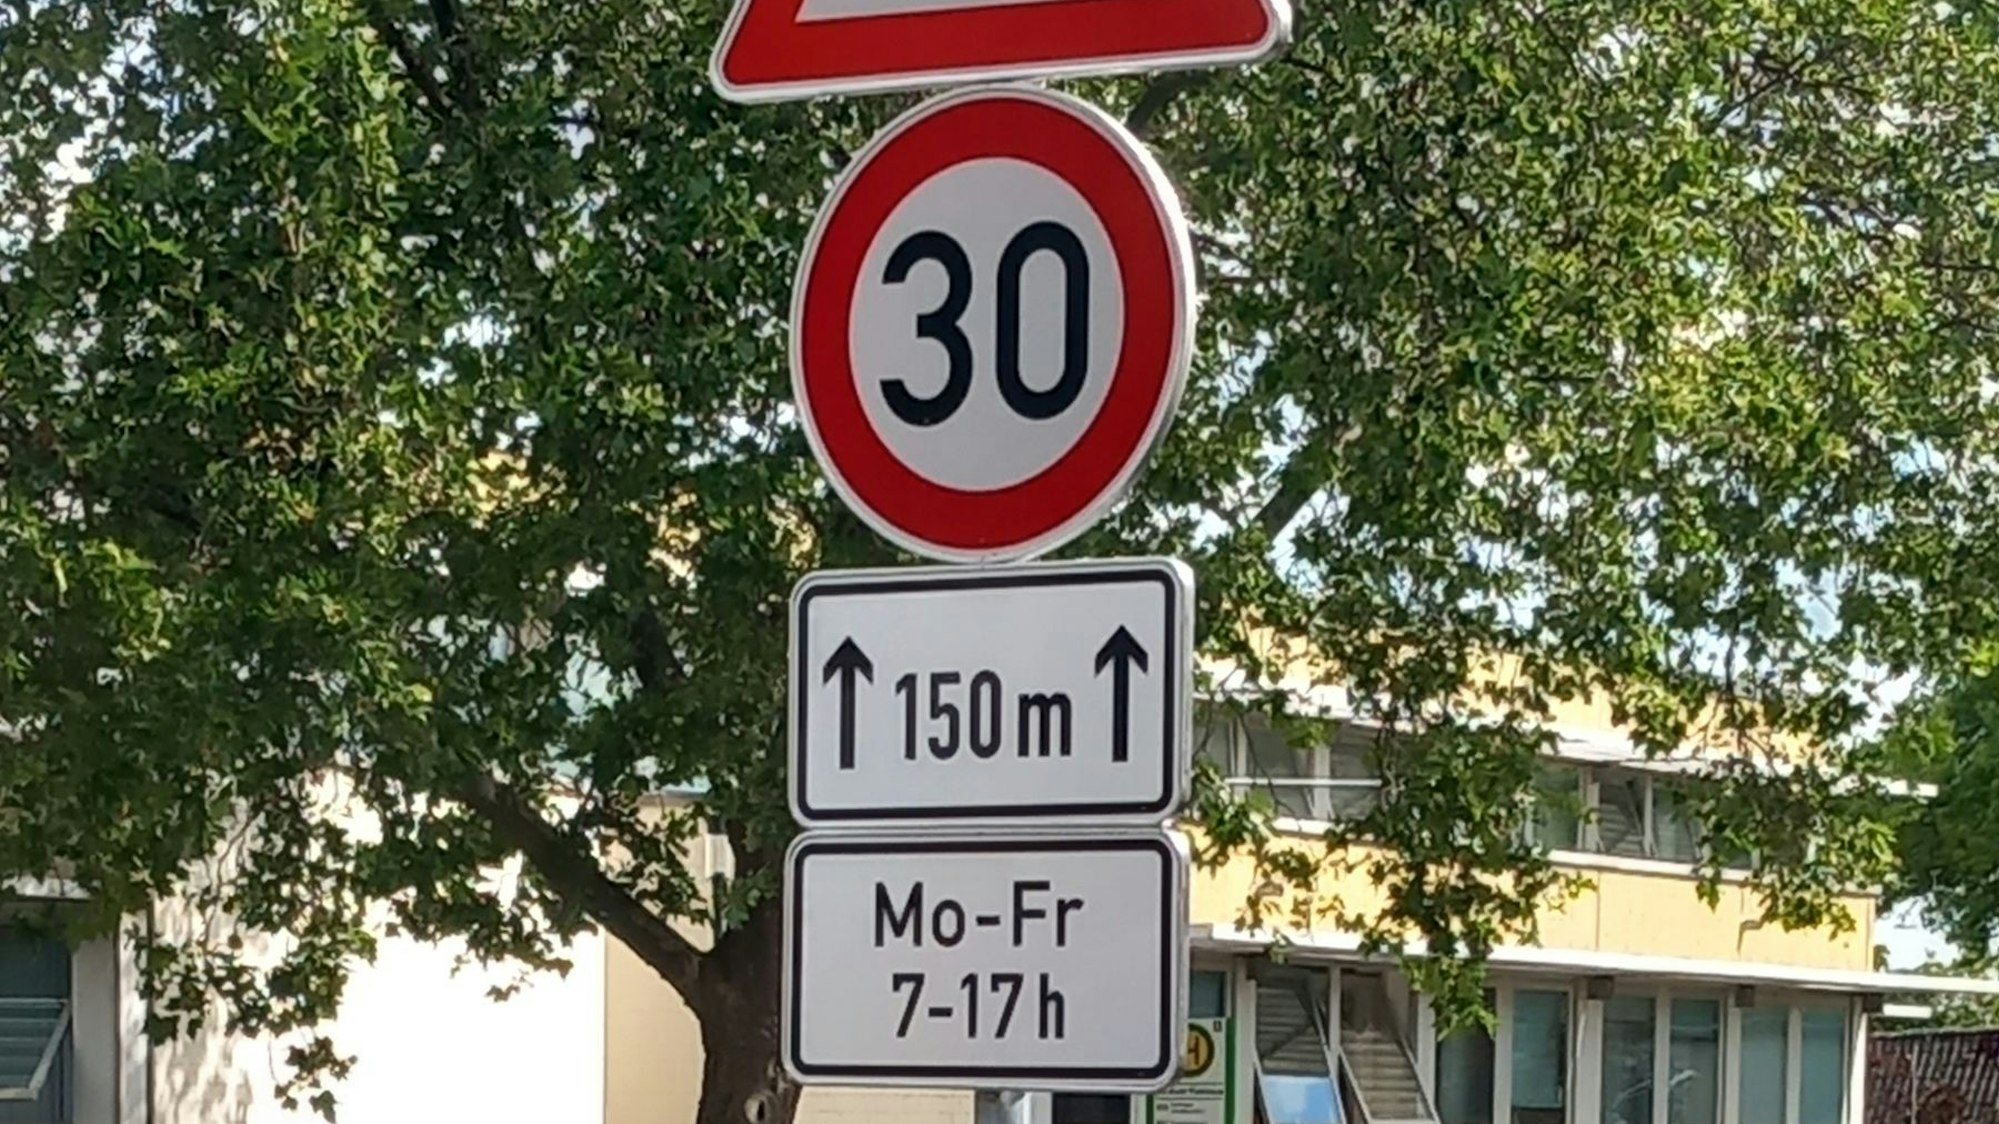 30
↑ 150 m ↑
Mo-Fr
7-17 h
H